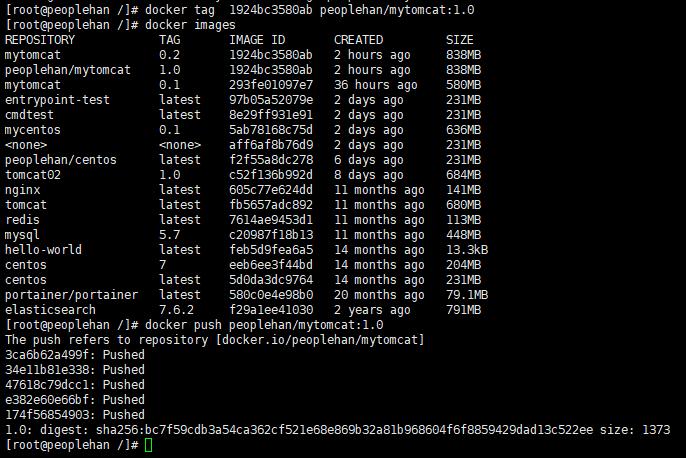 [root@peoplehan /]# docker tag  1924bc3580ab peoplehan/mytomcat:1.0
[root@peoplehan /]# docker images
REPOSITORY            TAG       IMAGE ID       CREATED         SIZE
mytomcat              0.2       1924bc3580ab   2 hours ago     838MB
peoplehan/mytomcat    1.0       1924bc3580ab   2 hours ago     838MB
mytomcat              0.1       293fe01097e7   36 hours ago    580MB
entrypoint-test       latest    97b05a52079e   2 days ago      231MB
cmdtest               latest    8e29ff931e91   2 days ago      231MB
mycentos              0.1       5ab78168c75d   2 days ago      636MB
<none>                <none>    aff6af8b76d9   2 days ago      231MB
peoplehan/centos      latest    f2f55a8dc278   6 days ago      231MB
tomcat02              1.0       c52f136b992d   8 days ago      684MB
nginx                 latest    605c77e624dd   11 months ago   141MB
tomcat                latest    fb5657adc892   11 months ago   680MB
redis                 latest    7614ae9453d1   11 months ago   113MB
mysql                 5.7       c20987f18b13   11 months ago   448MB
hello-world           latest    feb5d9fea6a5   14 months ago   13.3kB
centos                7         eeb6ee3f44bd   14 months ago   204MB
centos                latest    5d0da3dc9764   14 months ago   231MB
portainer/portainer   latest    580c0e4e98b0   20 months ago   79.1MB
elasticsearch         7.6.2     f29a1ee41030   2 years ago     791MB
[root@peoplehan /]# docker push peoplehan/mytomcat:1.0
The push refers to repository [docker.io/peoplehan/mytomcat]
3ca6b62a499f: Pushed
34e11b81e338: Pushed
47618c79dcc1: Pushed
e382e60e66bf: Pushed
174f56854903: Pushed
1.0: digest: sha256:bc7f59cdb3a54ca362cf521e68e869b32a81b968604f6f8859429dad13c522ee size: 1373
[root@peoplehan /]#